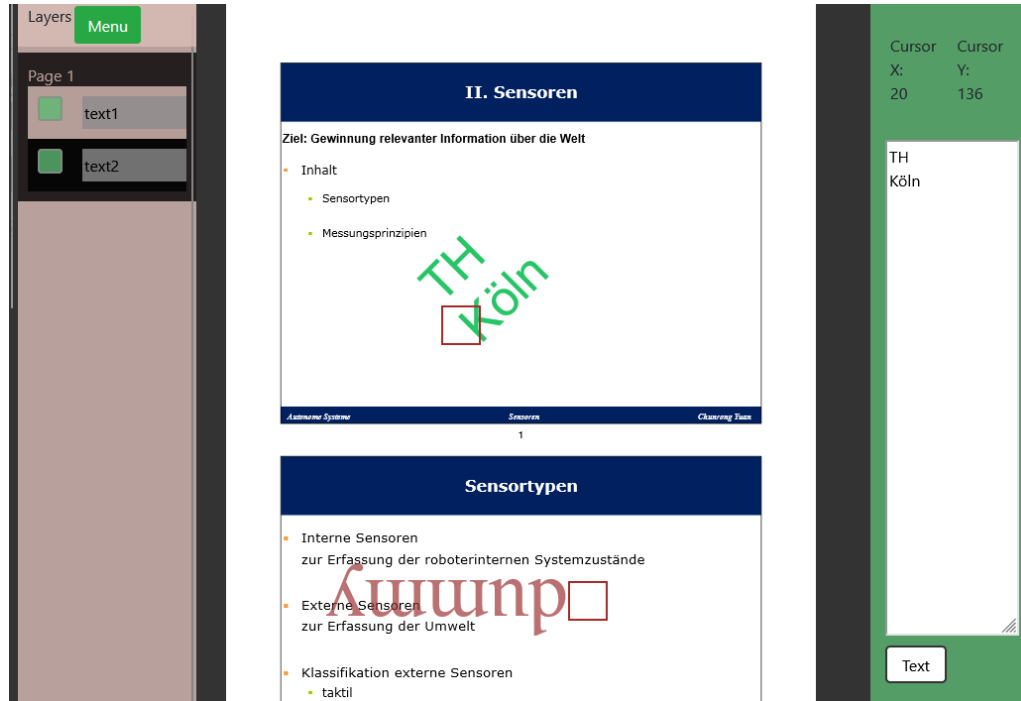 Layers
Menu
Page 1
text1
text2
II. Sensoren
Ziel: Gewinnung relevanter Information über die Welt
Inhalt
Sensortypen
Messungsprinzipien
TH
Köln
Autonome Systeme
Sensoren
Chunrong Yuan
1
Sensortypen
Interne Sensoren
zur Erfassung der roboterinternen Systemzustände
dummy
Externe Sensoren
zur Erfassung der Umwelt
Klassifikation externe Sensoren
taktil
Cursor X: 20
Cursor Y: 136
TH
Köln
Text